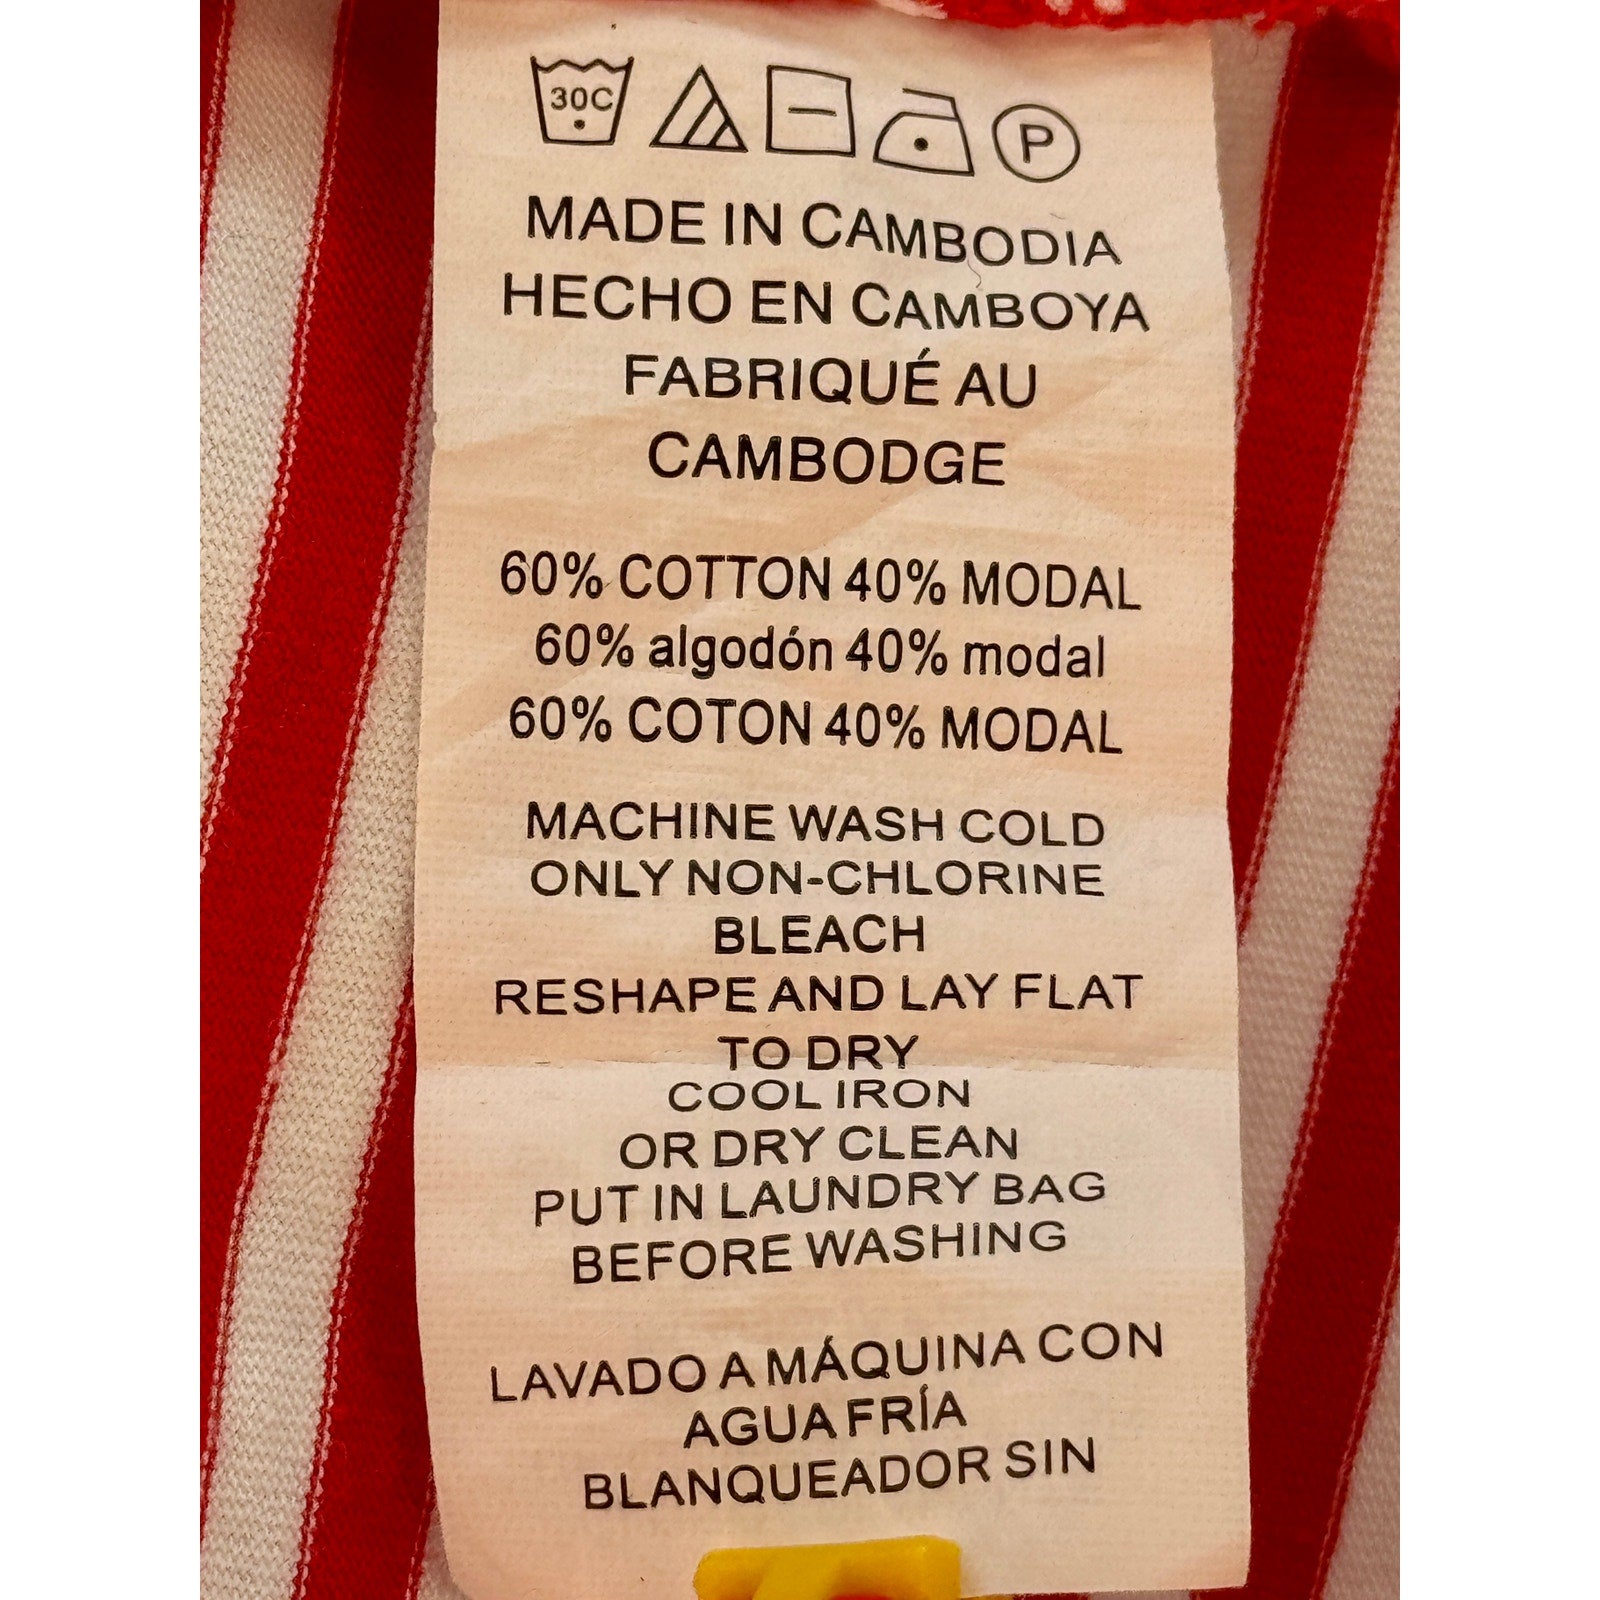 30C
P
MADE IN CAMBODIA
HECHO EN CAMBOYA
FABRIQUÉ AU
CAMBODGE
60% COTTON 40% MODAL
60% algodón 40% modal
60% COTON 40% MODAL
MACHINE WASH COLD
ONLY NON-CHLORINE
BLEACH
RESHAPE AND LAY FLAT
TO DRY
COOL IRON
OR DRY CLEAN
PUT IN LAUNDRY BAG
BEFORE WASHING
LAVADO A MÁQUINA CON
AGUA FRÍA
BLANQUEADOR SIN